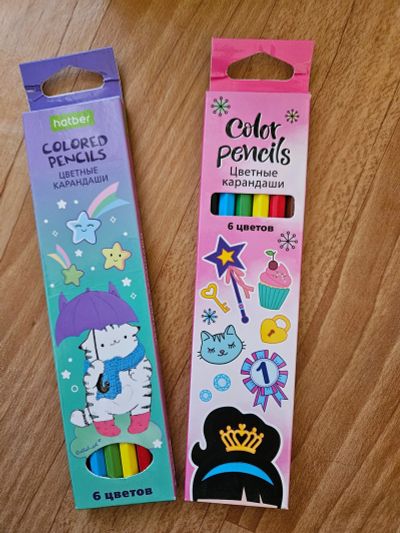 hatber
COLORED
PENCILS
ЦВЕТНЫЕ
КАРАНДАШИ
6 цветов
Color
pencils
Цветные
карандаши
6 цветов
1